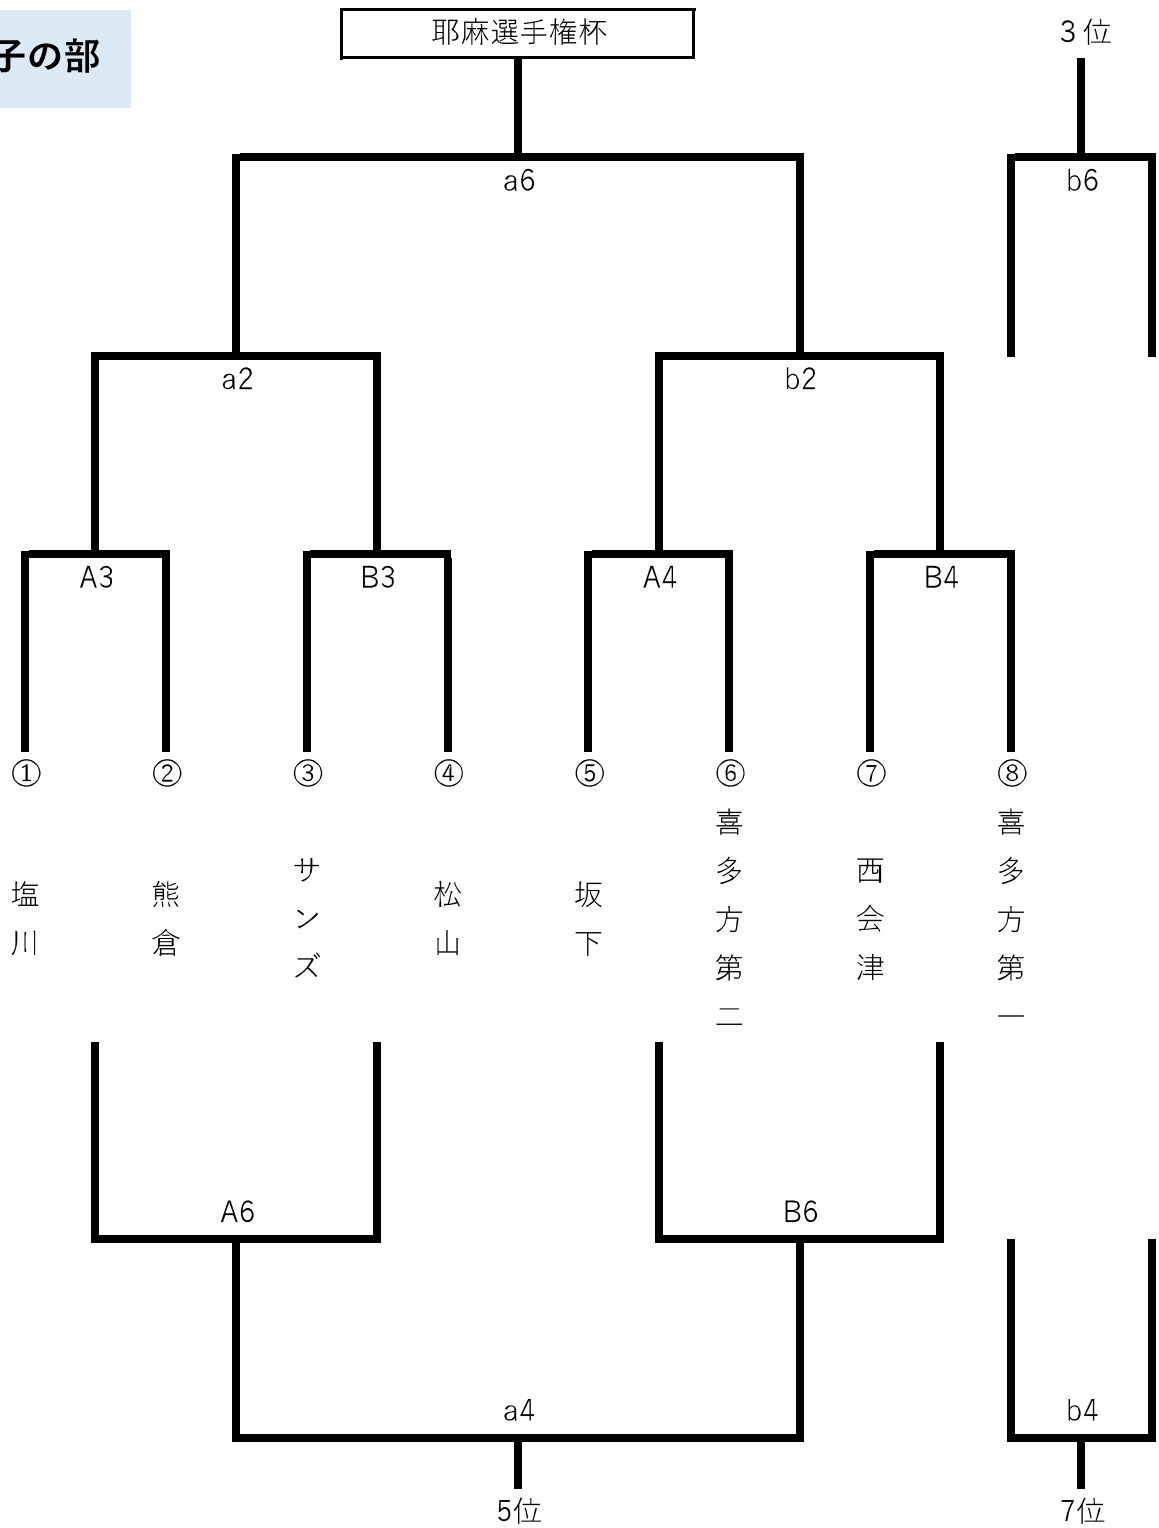 耶麻選手権杯
3位
子の部
a6
b6
a2
b2
A3
B3
A4
B4
①
②
③
④
⑤
⑥
⑦
⑧
塩川
熊倉
サンズ
松山
坂下
喜多方第二
西会津
喜多方第一
A6
B6
a4
b4
5位
7位